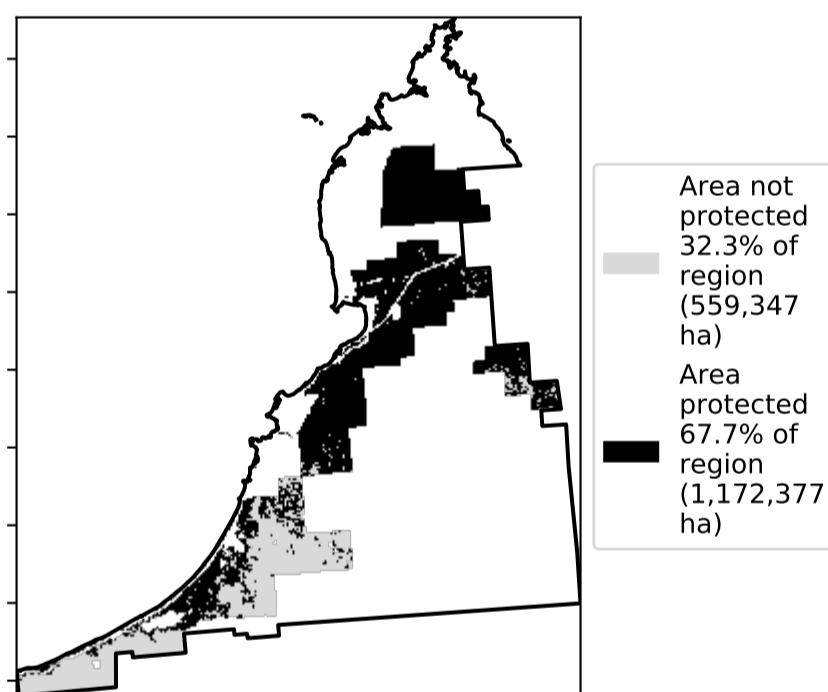 Area not
protected
32.3% of
region
(559,347
ha)
Area
protected
67.7% of
region
(1,172,377
ha)